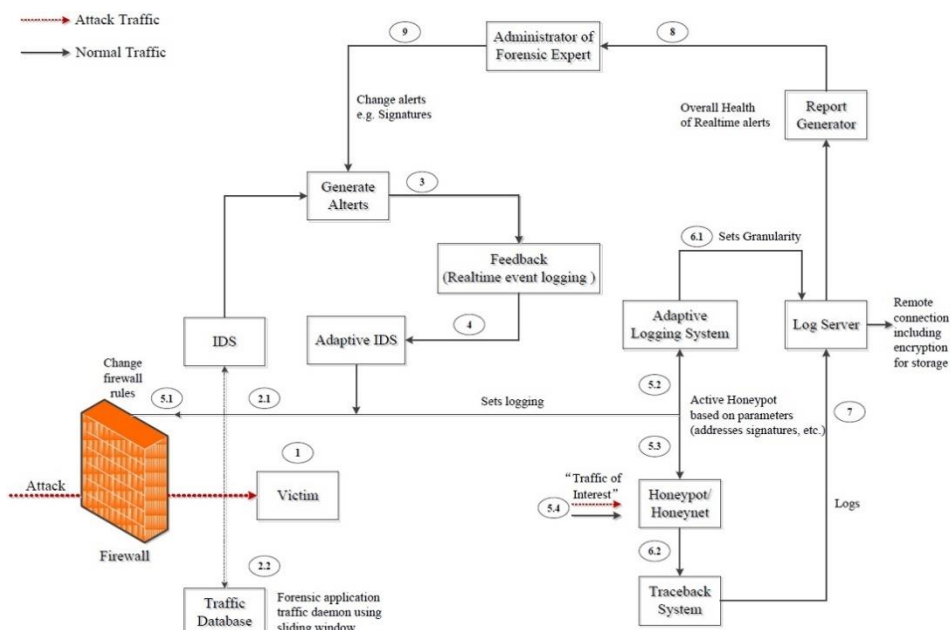 Attack Traffic
Normal Traffic
9
Administrator of
Forensic Expert
8
Change alerts
e.g. Signatures
Overall Health
of Realtime alerts
Report
Generator
Generate
Alterts
3
6.1
Sets Granularity
Feedback
(Realtime event logging )
4
IDS
Adaptive IDS
Adaptive
Logging System
Log Server
Remote
connection
including
encryption
for storage
Change
firewall
rules
5.1
2.1
Sets logging
5.2
Active Honeypot
based on parameters
(addresses signatures, etc.)
7
5.3
1
Attack
Victim
“Traffic of
Interest”
5.4
Honeypot/
Honeynet
Logs
Firewall
6.2
2.2
Traffic
Database
Forensic application
traffic daemon using
sliding window
Traceback
System